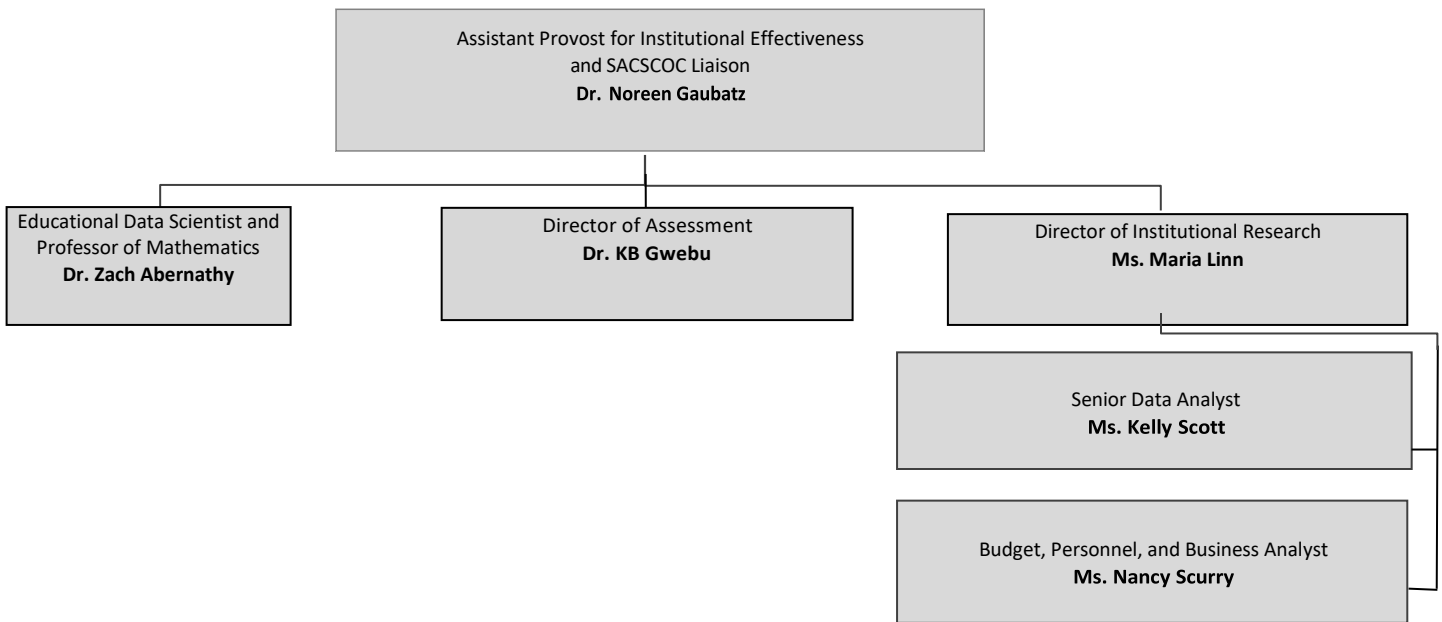 Assistant Provost for Institutional Effectiveness
and SACSCOC Liaison
Dr. Noreen Gaubatz
Educational Data Scientist and
Professor of Mathematics
Dr. Zach Abernathy
Director of Assessment
Dr. KB Gwebu
Director of Institutional Research
Ms. Maria Linn
Senior Data Analyst
Ms. Kelly Scott
Budget, Personnel, and Business Analyst
Ms. Nancy Scurry